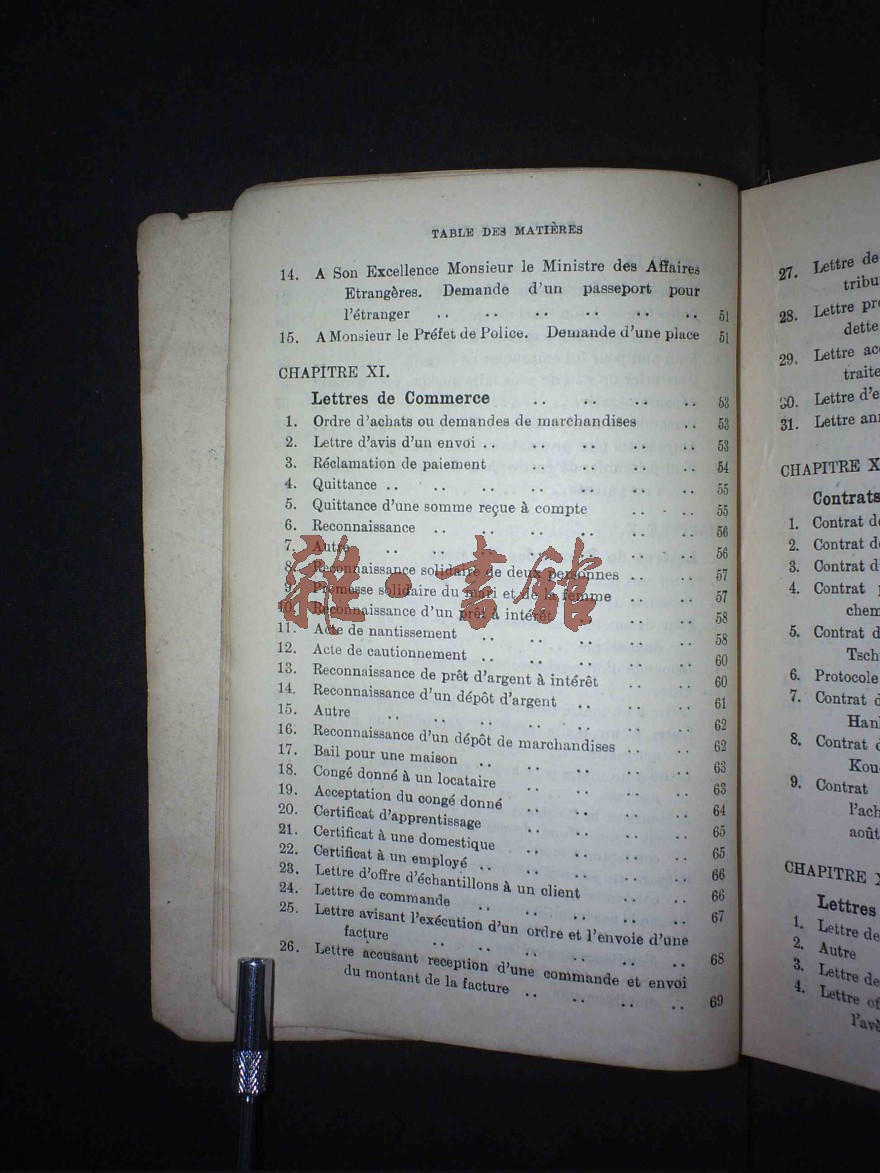 TABLE DES MATIÈRES
14. A Son Excellence Monsieur le Ministre des Affaires
Etrangères. Demande d'un passeport pour
l'étranger .. .. .. .. .. .. 51
15. A Monsieur le Préfet de Police. Demande d'une place 51
CHAPITRE XI.
Lettres de Commerce .. .. .. .. 53
1. Ordre d'achats ou demandes de marchandises .. 53
2. Lettre d'avis d'un envoi .. .. .. .. .. 53
3. Réclamation de paiement .. .. .. .. 54
4. Quittance .. .. .. .. .. .. .. 55
5. Quittance d'une somme reçue à compte .. .. 55
6. Reconnaissance .. .. .. .. .. .. 56
7. Autre .. .. .. .. .. .. .. 56
8. Reconnaissance solidaire de deux personnes .. .. 57
9. Promesse solidaire du mari et de la femme .. .. 57
10. Reconnaissance d'un prêt à intérêt .. .. .. 58
11. Acte de nantissement .. .. .. .. .. 58
12. Acte de cautionnement .. .. .. .. .. 60
13. Reconnaissance de prêt d'argent à intérêt .. .. 60
14. Reconnaissance d'un dépôt d'argent .. .. .. 61
15. Autre .. .. .. .. .. .. .. 62
16. Reconnaissance d'un dépôt de marchandises .. .. 62
17. Bail pour une maison .. .. .. .. .. 63
18. Congé donné à un locataire .. .. .. .. 63
19. Acceptation du congé donné .. .. .. .. 64
20. Certificat d'apprentissage .. .. .. .. 65
21. Certificat à une domestique .. .. .. .. 65
22. Certificat à un employé .. .. .. .. .. 66
23. Lettre d'offre d'échantillons à un client .. .. 66
24. Lettre de commande .. .. .. .. .. 67
25. Lettre avisant l'exécution d'un ordre et l'envoie d'une
facture .. .. .. .. .. .. 68
26. Lettre accusant reception d'une commande et envoi
du montant de la facture .. .. .. .. 69
27. Lettre de
tribu
28. Lettre pr
dette
29. Lettre ac
traite
30. Lettre d'e
31. Lettre an
CHAPITRE X
Contrats
1. Contrat d
2. Contrat d
3. Contrat d
4. Contrat
chem
5. Contrat d
Tsch
6. Protocole
7. Contrat d
Han
8. Contrat d
Kou
9. Contrat
l'ach
août
CHAPITRE
Lettres
1. Lettre de
2. Autre
3. Lettre de
4. Lettre of
l'avè
雜·書館